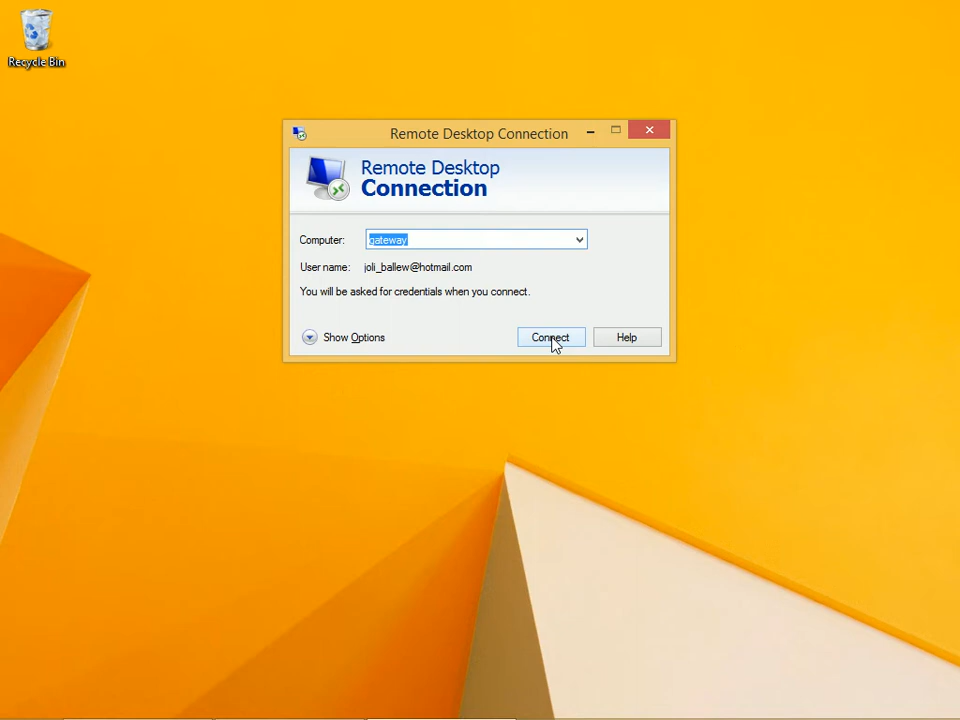 Recycle Bin
Remote Desktop Connection
Remote Desktop
Connection
Computer: gateway
User name: joli_ballew@hotmail.com
You will be asked for credentials when you connect.
Show Options Connect Help